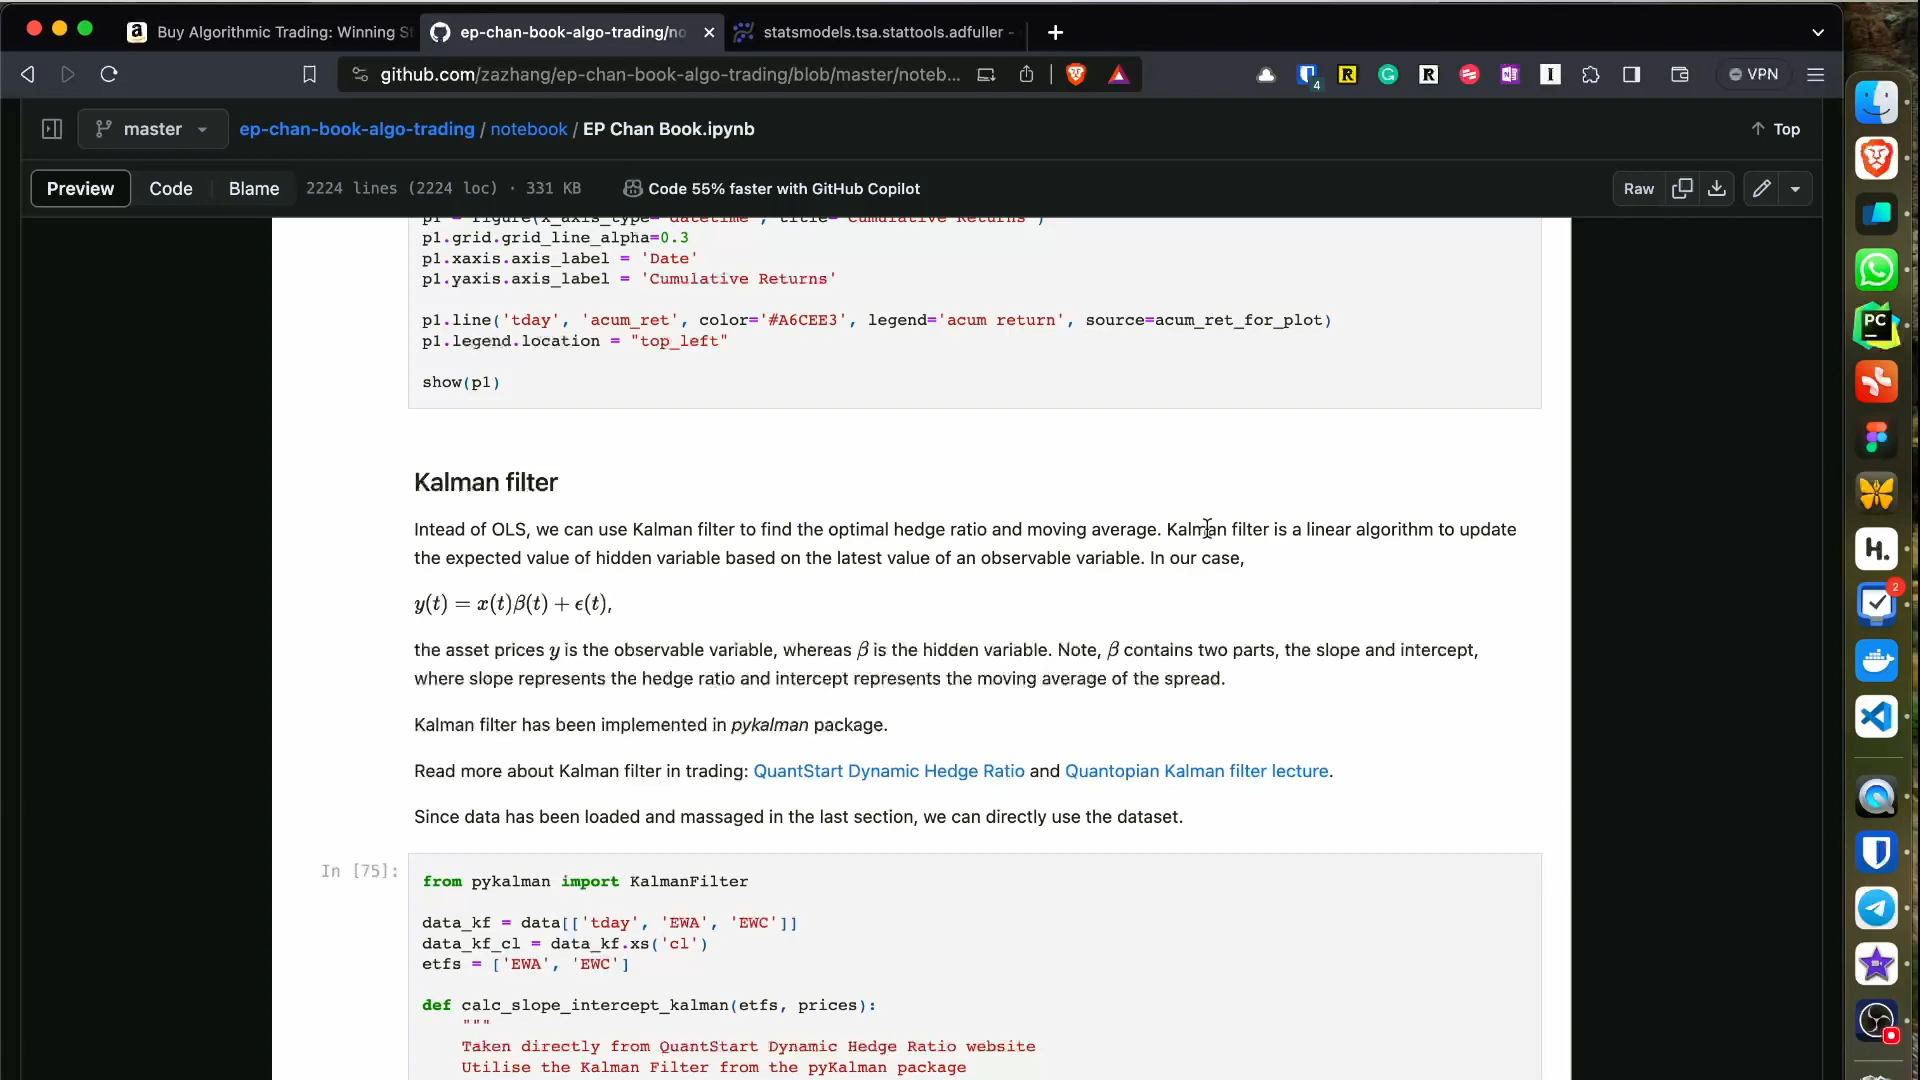 Buy Algorithmic Trading: Winning S
ep-chan-book-algo-trading/no
statsmodels.tsa.stattools.adfuller -
github.com/zazhang/ep-chan-book-algo-trading/blob/master/noteb...
4
VPN
master
ep-chan-book-algo-trading / notebook / EP Chan Book.ipynb
Top
Preview
Code
Blame
2224 lines (2224 loc) · 331 KB
Code 55% faster with GitHub Copilot
Raw
p1 = figure(x_axis_type="datetime", title="Cumulative Returns")
p1.grid.grid_line_alpha=0.3
p1.xaxis.axis_label = 'Date'
p1.yaxis.axis_label = 'Cumulative Returns'
p1.line('tday', 'acum_ret', color='#A6CEE3', legend='acum return', source=acum_ret_for_plot)
p1.legend.location = "top_left"
show(p1)
Kalman filter
Intead of OLS, we can use Kalman filter to find the optimal hedge ratio and moving average. Kalman filter is a linear algorithm to update
the expected value of hidden variable based on the latest value of an observable variable. In our case,
y(t) = x(t)β(t) + ϵ(t),
the asset prices y is the observable variable, whereas β is the hidden variable. Note, β contains two parts, the slope and intercept,
where slope represents the hedge ratio and intercept represents the moving average of the spread.
Kalman filter has been implemented in pykalman package.
Read more about Kalman filter in trading: QuantStart Dynamic Hedge Ratio and Quantopian Kalman filter lecture.
Since data has been loaded and massaged in the last section, we can directly use the dataset.
In [75]:
from pykalman import KalmanFilter
data_kf = data[['tday', 'EWA', 'EWC']]
data_kf_cl = data_kf.xs('cl')
etfs = ['EWA', 'EWC']
def calc_slope_intercept_kalman(etfs, prices):
"""
Taken directly from QuantStart Dynamic Hedge Ratio website
Utilise the Kalman Filter from the pyKalman package
PC
H.
2